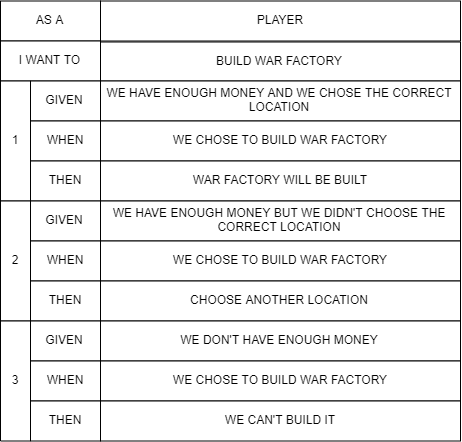 AS A PLAYER
I WANT TO BUILD WAR FACTORY
1
GIVEN WE HAVE ENOUGH MONEY AND WE CHOSE THE CORRECT
LOCATION
WHEN WE CHOSE TO BUILD WAR FACTORY
THEN WAR FACTORY WILL BE BUILT
2
GIVEN WE HAVE ENOUGH MONEY BUT WE DIDN'T CHOOSE THE
CORRECT LOCATION
WHEN WE CHOSE TO BUILD WAR FACTORY
THEN CHOOSE ANOTHER LOCATION
3
GIVEN WE DON'T HAVE ENOUGH MONEY
WHEN WE CHOSE TO BUILD WAR FACTORY
THEN WE CAN'T BUILD IT